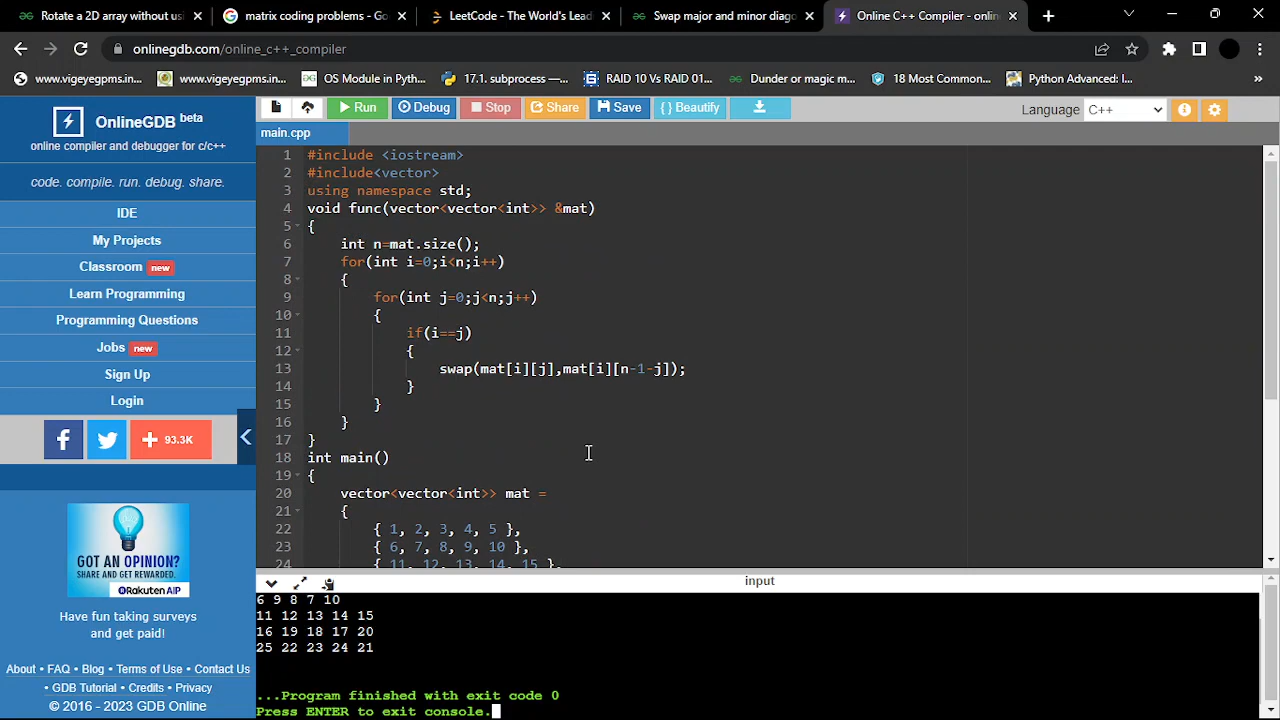 Rotate a 2D array without usi
matrix coding problems - Go
LeetCode - The World's Lead
Swap major and minor diago
Online C++ Compiler - onlin
onlinegdb.com/online_c++_compiler
www.vigeyegpms.in...
www.vigeyegpms.in...
OS Module in Pyth...
17.1. subprocess —...
RAID 10 Vs RAID 01...
Dunder or magic m...
18 Most Common...
Python Advanced: I...
OnlineGDB beta
online compiler and debugger for c/c++
code. compile. run. debug. share.
IDE
My Projects
Classroom new
Learn Programming
Programming Questions
Jobs new
Sign Up
Login
f
+ 93.3K
GOT AN OPINION?
SHARE AND GET REWARDED.
Rakuten AIP
Have fun taking surveys
and get paid!
About • FAQ • Blog • Terms of Use • Contact Us
• GDB Tutorial • Credits • Privacy
© 2016 - 2023 GDB Online
Run Debug Stop Share Save { } Beautify
Language C++
main.cpp
1 #include <iostream>
2 #include<vector>
3 using namespace std;
4 void func(vector<vector<int>> &mat)
5 {
6 int n=mat.size();
7 for(int i=0;i<n;i++)
8 {
9 for(int j=0;j<n;j++)
10 {
11 if(i==j)
12 {
13 swap(mat[i][j],mat[i][n-1-j]);
14 }
15 }
16 }
17 }
18 int main()
19 {
20 vector<vector<int>> mat =
21 {
22 { 1, 2, 3, 4, 5 },
23 { 6, 7, 8, 9, 10 },
24 { 11, 12, 13, 14, 15 },
input
6 9 8 7 10
11 12 13 14 15
16 19 18 17 20
25 22 23 24 21
...Program finished with exit code 0
Press ENTER to exit console.